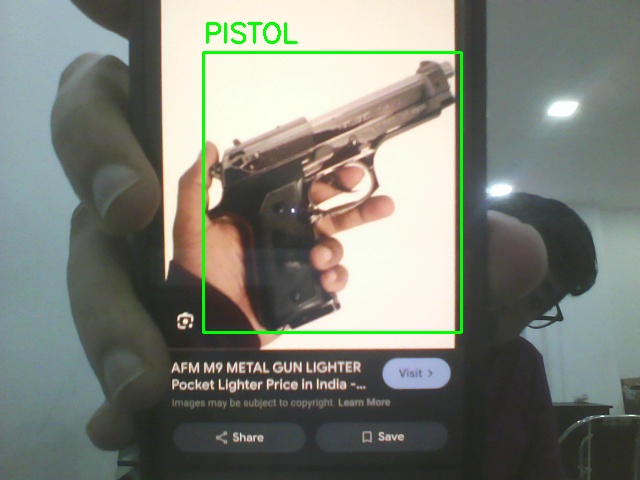 PISTOL
AFM M9 METAL GUN LIGHTER
Pocket Lighter Price in India -...
Visit >
Images may be subject to copyright. Learn More
Share
Save